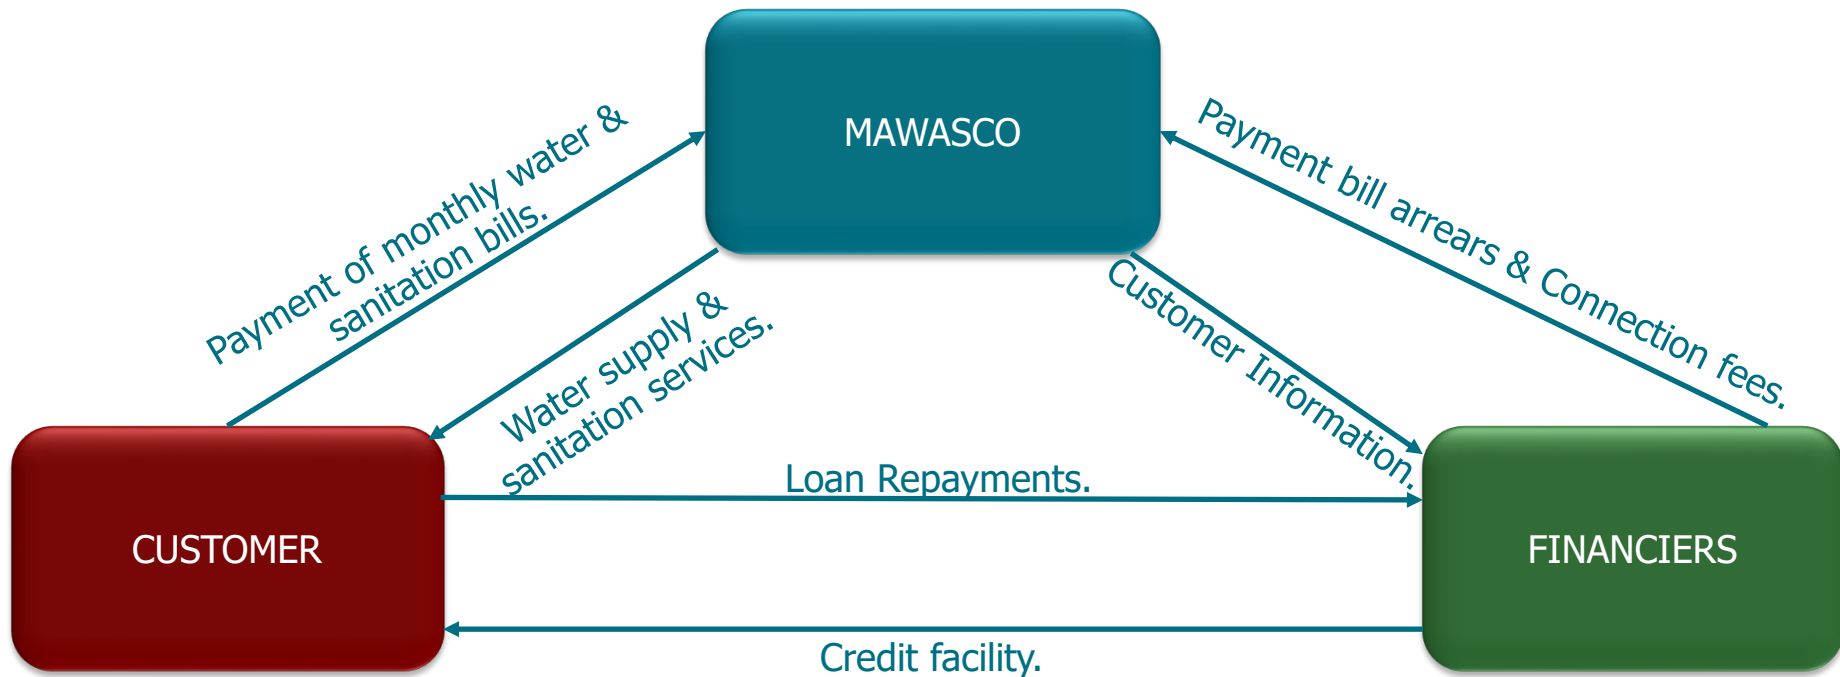 MAWASCO
Payment of monthly water &
sanitation bills.
Payment bill arrears & Connection fees.
Water supply &
sanitation services.
Customer Information.
Loan Repayments.
CUSTOMER
FINANCIERS
Credit facility.